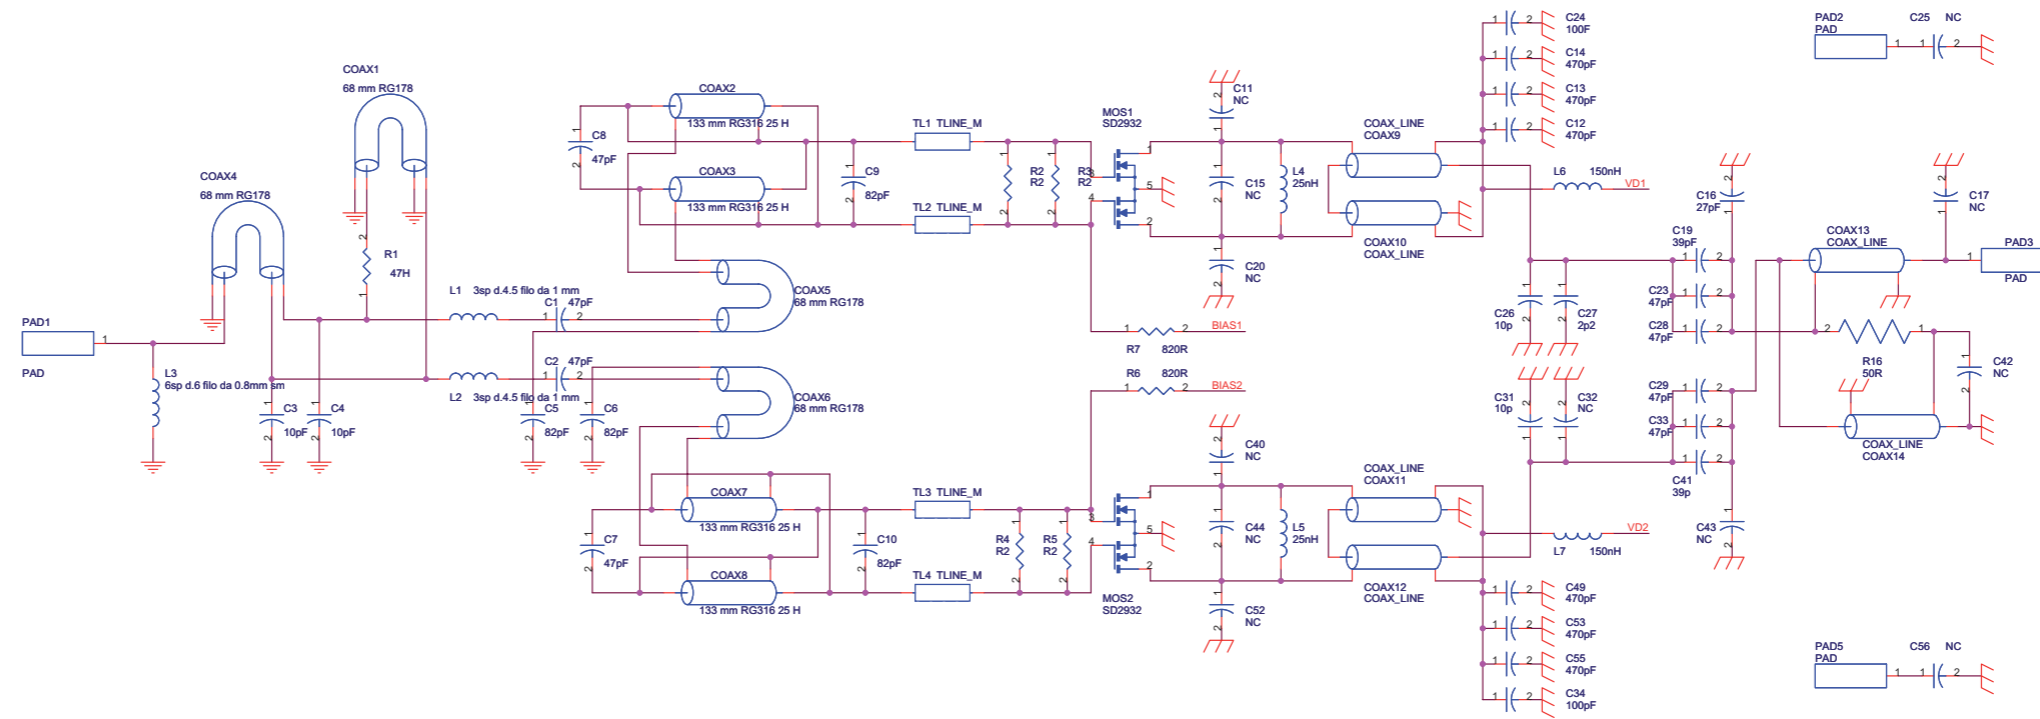 COAX1
68 mm RG178
COAX4
68 mm RG178
R1
47H
PAD1
PAD
L3
6sp d.6 filo da 0.8mm sm
C3
10pF
C4
10pF
L1 3sp d.4.5 filo da 1 mm
C1 47pF
C2 47pF
L2 3sp d.4.5 filo da 1 mm
C5
82pF
C6
82pF
COAX2
133 mm RG316 25 H
C8
47pF
COAX3
133 mm RG316 25 H
C9
82pF
COAX5
68 mm RG178
COAX6
68 mm RG178
COAX7
133 mm RG316 25 H
C7
47pF
COAX8
133 mm RG316 25 H
C10
82pF
TL1 TLINE_M
TL2 TLINE_M
R2
R2
R3
R2
BIAS1
R7 820R
R6 820R
BIAS2
TL3 TLINE_M
TL4 TLINE_M
R4
R2
R5
R2
MOS1
SD2932
MOS2
SD2932
C11
NC
C15
NC
C20
NC
L4
25nH
COAX_LINE
COAX9
COAX10
COAX_LINE
C40
NC
C44
NC
C52
NC
L5
25nH
COAX_LINE
COAX11
COAX12
COAX_LINE
C24
100F
C14
470pF
C13
470pF
C12
470pF
L6 150nH
VD1
C26
10p
C27
2p2
C31
10p
C32
NC
VD2
L7 150nH
C49
470pF
C53
470pF
C55
470pF
C34
100pF
C16
27pF
C19
39pF
C23
47pF
C28
47pF
C29
47pF
C33
47pF
C41
39p
C43
NC
PAD2
PAD
C25 NC
C17
NC
COAX13
COAX_LINE
PAD3
PAD
R16
50R
C42
NC
COAX_LINE
COAX14
PAD5
PAD
C56 NC